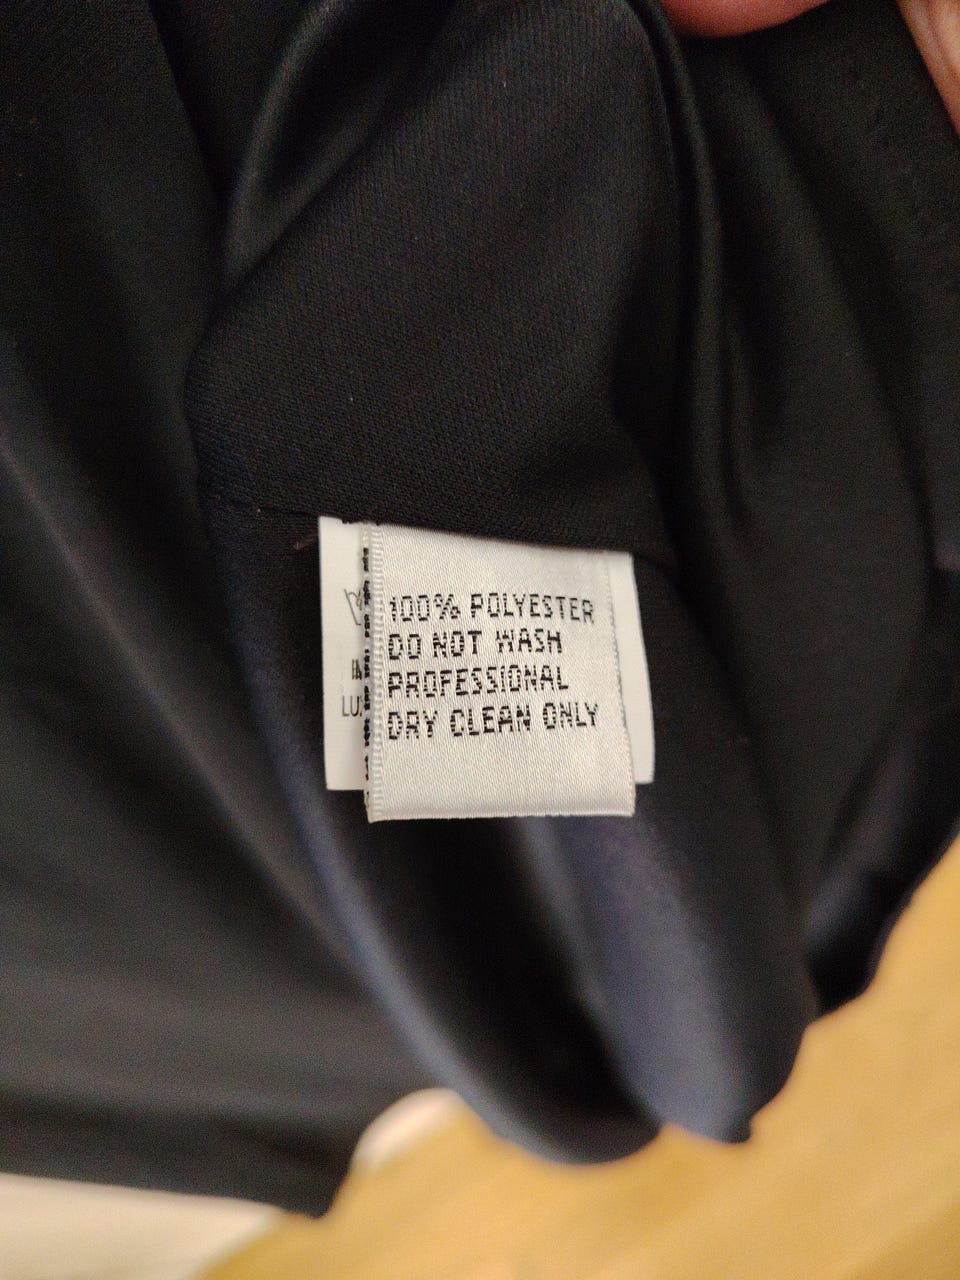 100% POLYESTER
DO NOT WASH
PROFESSIONAL
DRY CLEAN ONLY